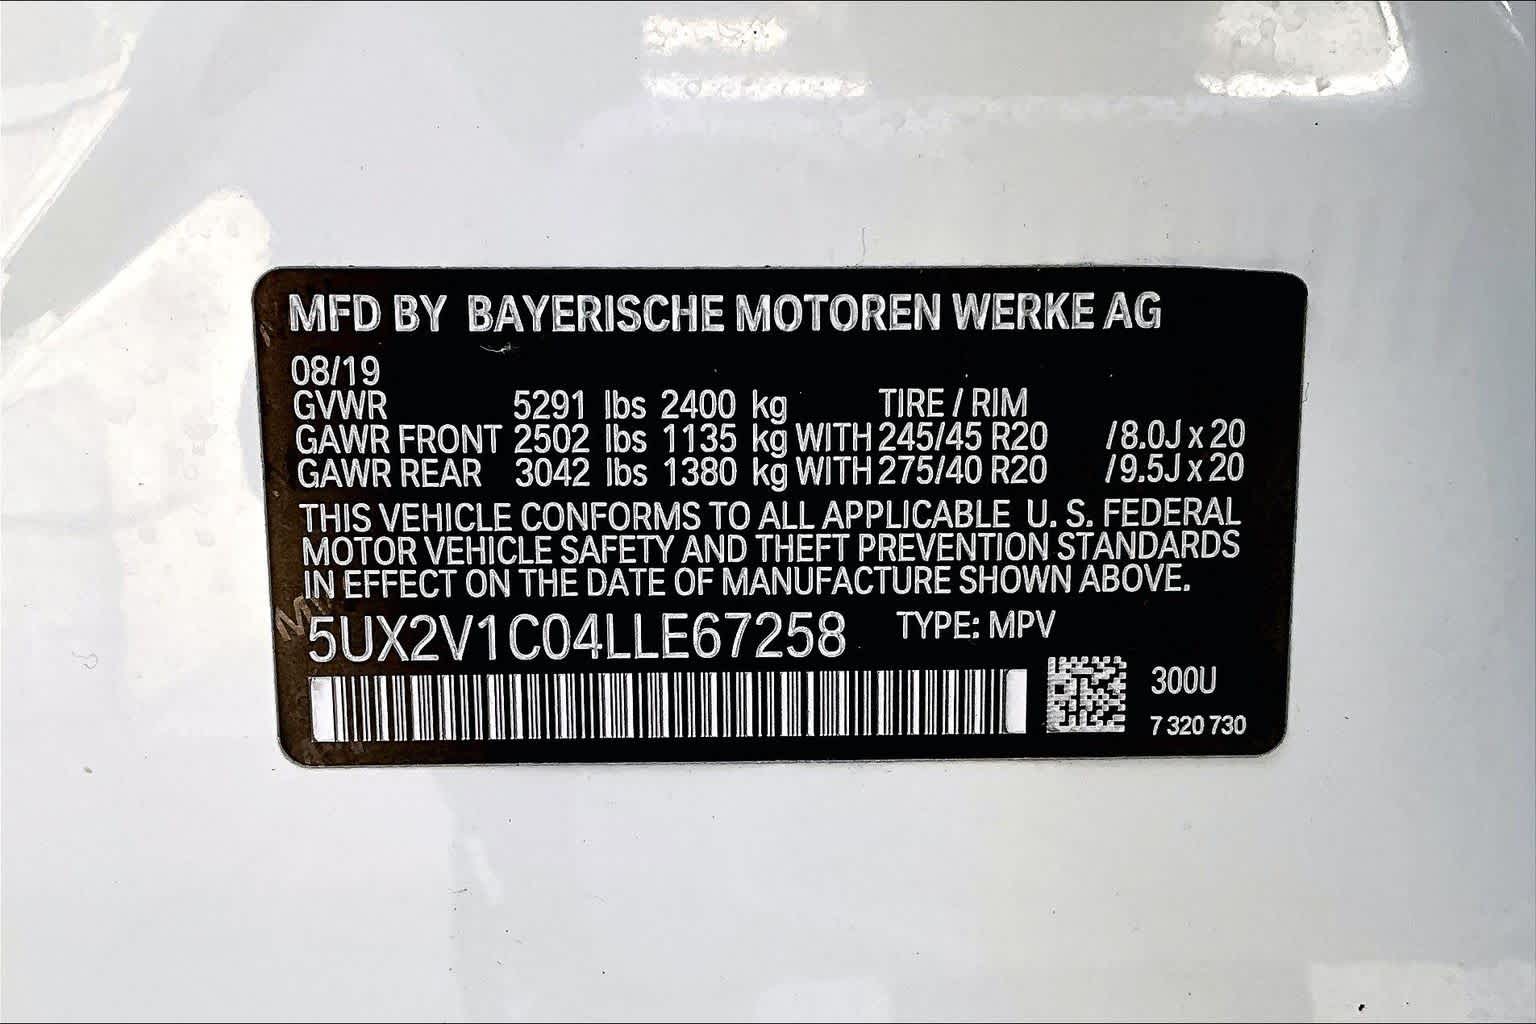 MFD BY BAYERISCHE MOTOREN WERKE AG
08/19
GVWR 5291 lbs 2400 kg TIRE / RIM
GAWR FRONT 2502 lbs 1135 kg WITH 245/45 R20 /8.0J x 20
GAWR REAR 3042 lbs 1380 kg WITH 275/40 R20 /9.5J x 20
THIS VEHICLE CONFORMS TO ALL APPLICABLE U. S. FEDERAL
MOTOR VEHICLE SAFETY AND THEFT PREVENTION STANDARDS
IN EFFECT ON THE DATE OF MANUFACTURE SHOWN ABOVE.
5UX2V1C04LLE67258 TYPE: MPV
300U
7 320 730